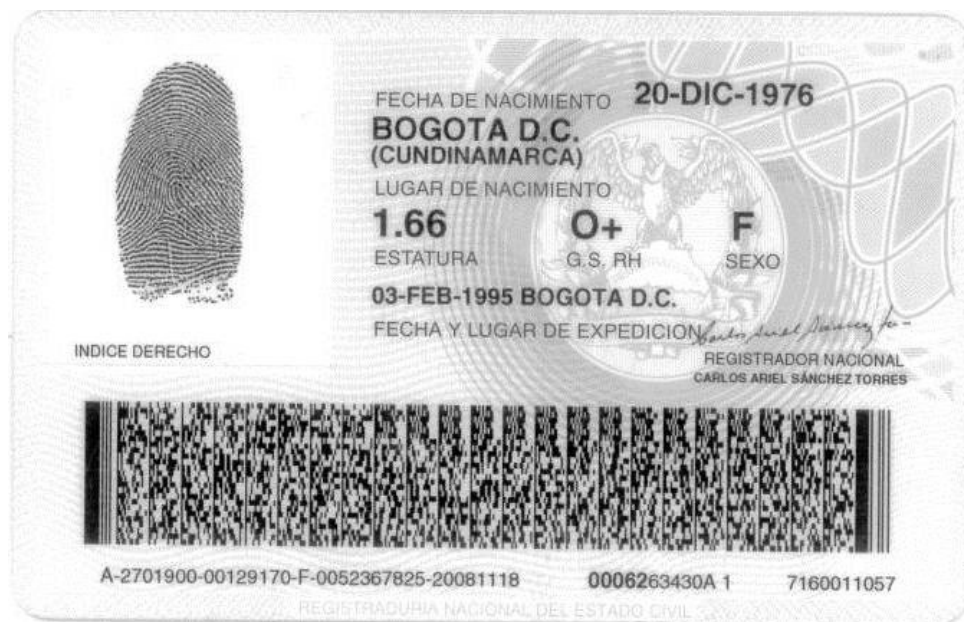 FECHA DE NACIMIENTO 20-DIC-1976
BOGOTA D.C.
(CUNDINAMARCA)
LUGAR DE NACIMIENTO
1.66 O+ F
ESTATURA G.S. RH SEXO
03-FEB-1995 BOGOTA D.C.
FECHA Y LUGAR DE EXPEDICION
INDICE DERECHO
REGISTRADOR NACIONAL
CARLOS ARIEL SÁNCHEZ TORRES
A-2701900-00129170-F-0052367825-20081118 0006263430A 1 7160011057
REGISTRADURIA NACIONAL DEL ESTADO CIVIL